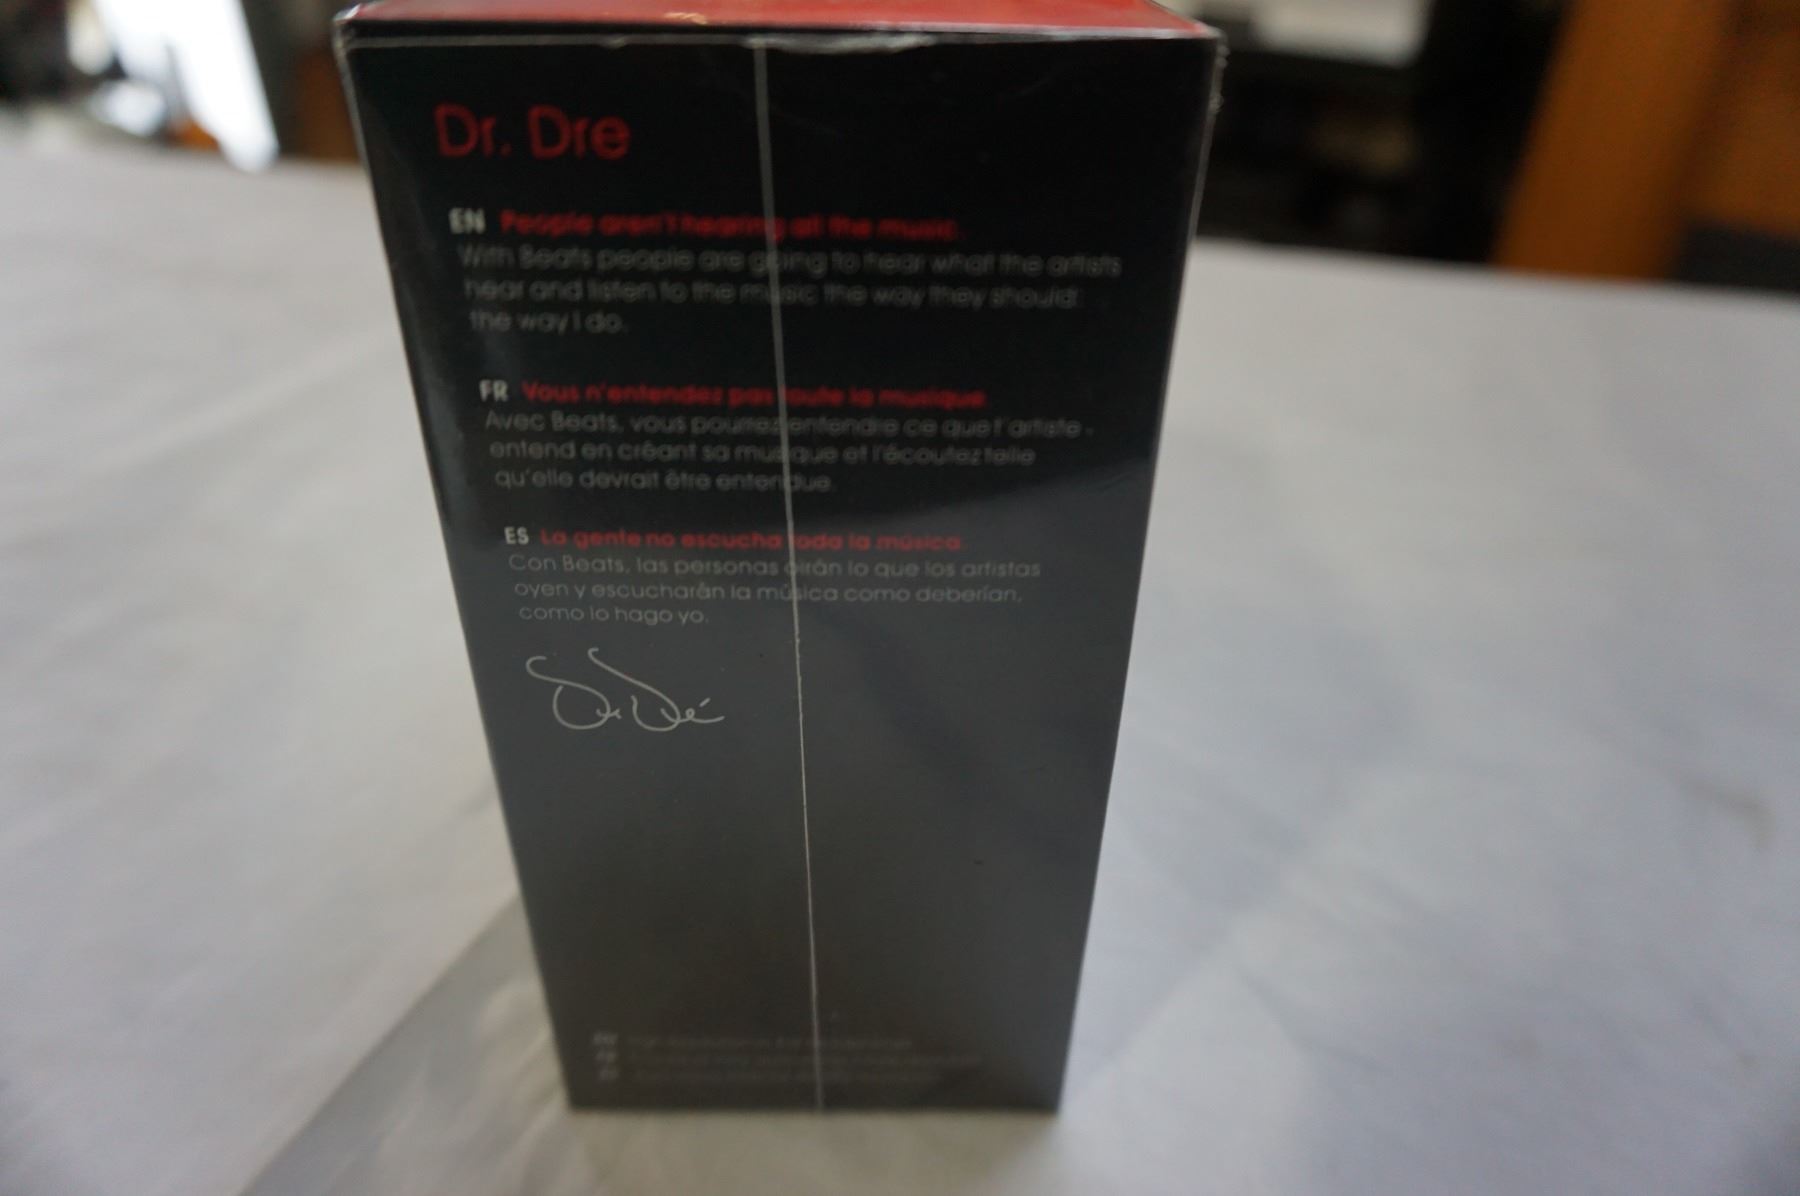 Dr. Dre
EN People aren't hearing all the music.
With Beats people are going to hear what the artists
hear and listen to the music the way they should:
the way I do.
FR Vous n'entendez pas toute la musique
Avec Beats, vous pourrez entendre ce que l'artiste
entend en créant sa musique et l'écoutez telle
qu'elle devrait être entendue.
ES La gente no escucha toda la música.
Con Beats, las personas oirán lo que los artistas
oyen y escucharán la música como deberían,
como lo hago yo.